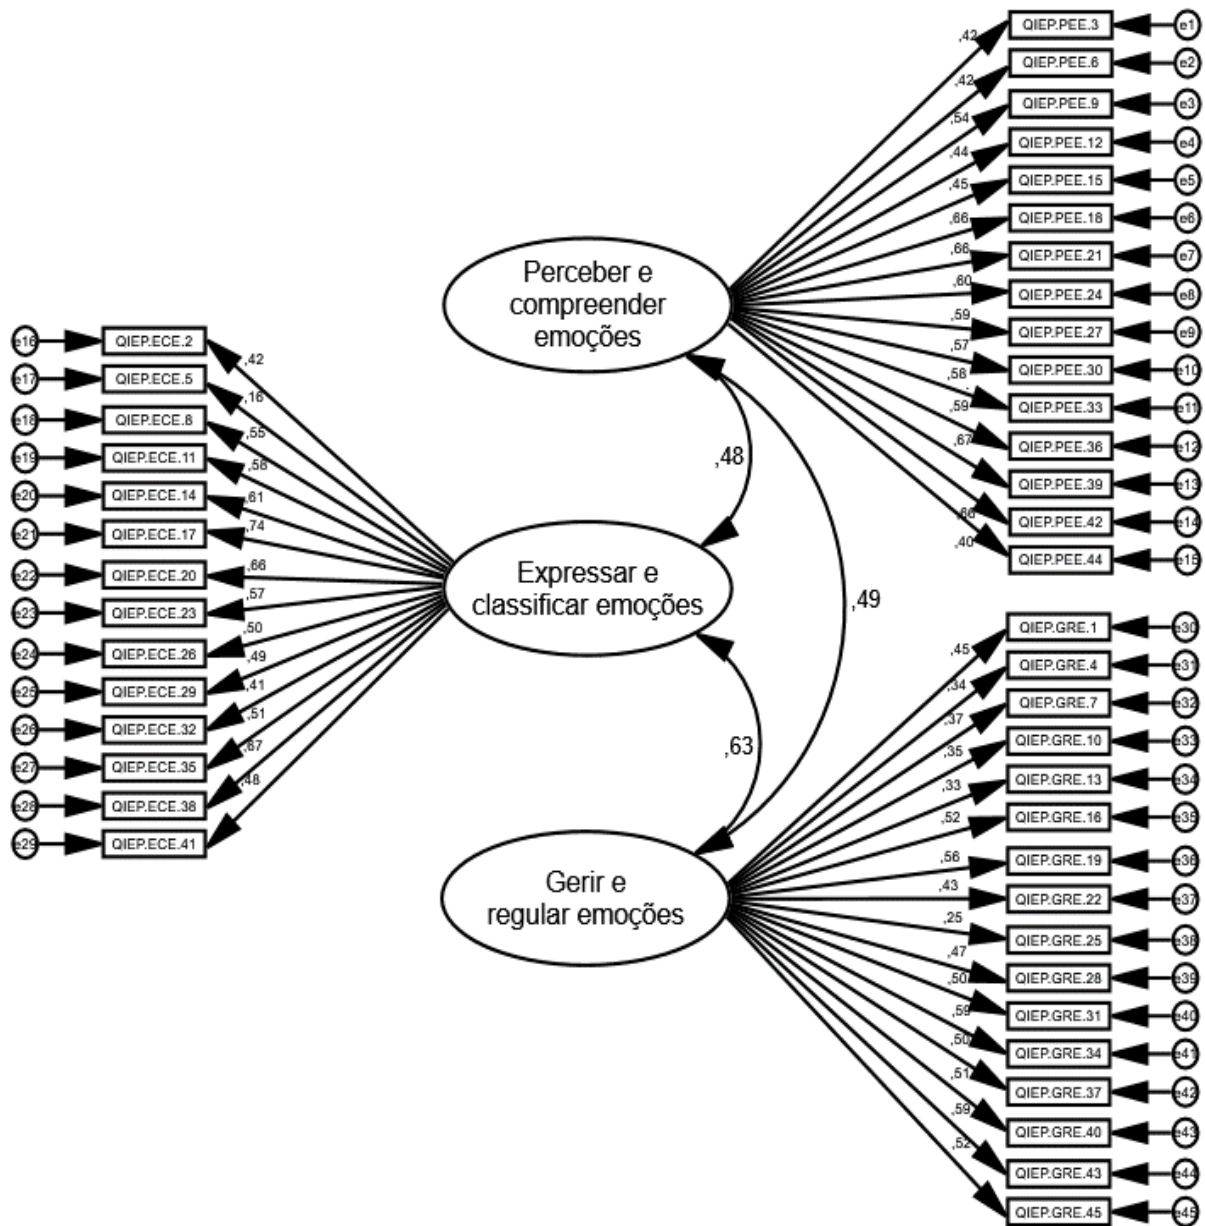 QIEP.PEE.3
e1
,42
QIEP.PEE.6
e2
,42
QIEP.PEE.9
e3
,54
QIEP.PEE.12
e4
,44
QIEP.PEE.15
e5
,45
QIEP.PEE.18
e6
,66
QIEP.PEE.21
e7
,66
QIEP.PEE.24
e8
,60
QIEP.PEE.27
e9
,59
QIEP.PEE.30
e10
,57
QIEP.PEE.33
e11
,58
QIEP.PEE.36
e12
,59
QIEP.PEE.39
e13
,67
QIEP.PEE.42
e14
QIEP.PEE.44
e15
,40
Perceber e
compreender
emoções
e16
QIEP.ECE.2
,42
e17
QIEP.ECE.5
,16
e18
QIEP.ECE.8
,55
e19
QIEP.ECE.11
e20
QIEP.ECE.14
,61
e21
QIEP.ECE.17
,74
e22
QIEP.ECE.20
,66
e23
QIEP.ECE.23
,57
e24
QIEP.ECE.26
,50
e25
QIEP.ECE.29
,49
e26
QIEP.ECE.32
,41
e27
QIEP.ECE.35
,51
e28
QIEP.ECE.38
,67
e29
QIEP.ECE.41
,48
,48
Expressar e
classificar emoções
,49
,63
Gerir e
regular emoções
QIEP.GRE.1
e30
,45
QIEP.GRE.4
e31
,34
QIEP.GRE.7
e32
,37
QIEP.GRE.10
e33
,35
QIEP.GRE.13
e34
,33
QIEP.GRE.16
e35
,52
QIEP.GRE.19
e36
,56
QIEP.GRE.22
e37
,43
QIEP.GRE.25
e38
,25
QIEP.GRE.28
e39
,47
QIEP.GRE.31
e40
,50
QIEP.GRE.34
e41
,59
QIEP.GRE.37
e42
,50
QIEP.GRE.40
e43
,51
QIEP.GRE.43
e44
,59
QIEP.GRE.45
e45
,52